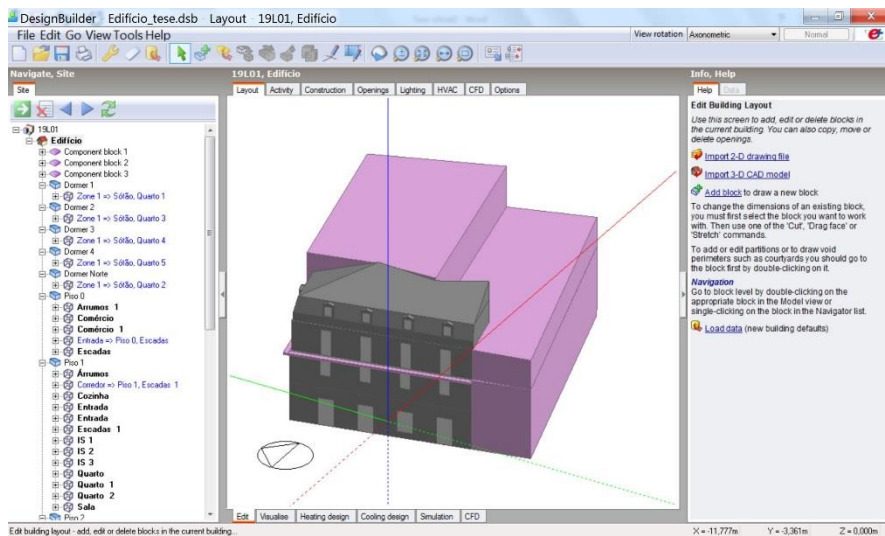 DesignBuilder - Edifício_tese.dsb - Layout - 19L01, Edifício
File Edit Go View Tools Help
View rotation Axonometric Normal
Navigate, Site
Site
19L01
Edifício
Component block 1
Component block 2
Component block 3
Dormer 1
Zone 1 => Sótão, Quarto 1
Dormer 2
Zone 1 => Sótão, Quarto 3
Dormer 3
Zone 1 => Sótão, Quarto 4
Dormer 4
Zone 1 => Sótão, Quarto 5
Dormer Norte
Zone 1 => Sótão, Quarto 2
Piso 0
Arrumos 1
Comércio
Comércio 1
Entrada => Piso 0, Escadas
Escadas
Piso 1
Árrumos
Corredor => Piso 1, Escadas 1
Cozinha
Entrada
Entrada
Escadas 1
IS 1
IS 2
IS 3
Quarto
Quarto 1
Quarto 2
Sala
Piso 2
19L01, Edifício
Layout Activity Construction Openings Lighting HVAC CFD Options
Edit Visualise Heating design Cooling design Simulation CFD
Info, Help
Help Data
Edit Building Layout
Use this screen to add, edit or delete blocks in
the current building. You can also copy, move or
delete openings.
Import 2-D drawing file
Import 3-D CAD model
Add block to draw a new block
To change the dimensions of an existing block,
you must first select the block you want to work
with. Then use one of the 'Cut', 'Drag face' or
'Stretch' commands.
To add or edit partitions or to draw void
perimeters such as courtyards you should go to
the block first by double-clicking on it.
Navigation
Go to block level by double-clicking on the
appropriate block in the Model view or
single-clicking on the block in the Navigator list.
Load data (new building defaults)
Edit building layout - add, edit or delete blocks in the current building...
X = -11,777m Y = -3,361m Z = 0,000m